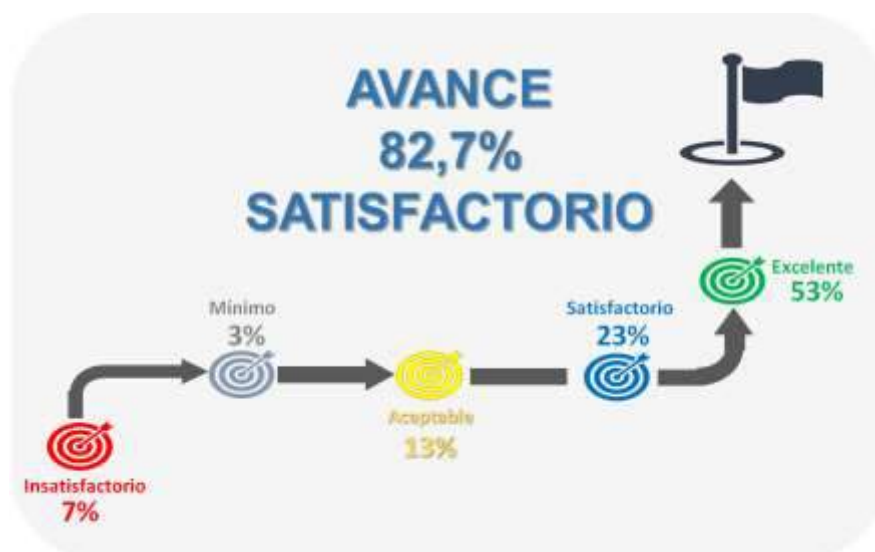 AVANCE
82,7%
SATISFACTORIO
Excelente
53%
Mínimo
3%
Satisfactorio
23%
Aceptable
13%
Insatisfactorio
7%